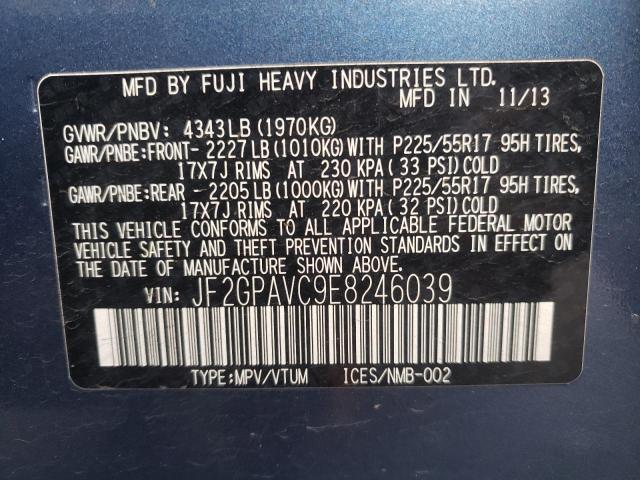 MFD BY FUJI HEAVY INDUSTRIES LTD.
MFD IN 11/13
GVWR/PNBV: 4343LB (1970KG)
GAWR/PNBE:FRONT- 2227 LB (1010KG) WITH P225/55R17 95H TIRES,
17X7J RIMS AT 230 KPA ( 33 PSI) COLD
GAWR/PNBE:REAR - 2205 LB (1000KG) WITH P225/55R17 95H TIRES,
17X7J RIMS AT 220 KPA ( 32 PSI) COLD
THIS VEHICLE CONFORMS TO ALL APPLICABLE FEDERAL MOTOR
VEHICLE SAFETY AND THEFT PREVENTION STANDARDS IN EFFECT ON
THE DATE OF MANUFACTURE SHOWN ABOVE.
VIN: JF2GPAVC9E8246039
TYPE:MPV/VTUM ICES/NMB-002